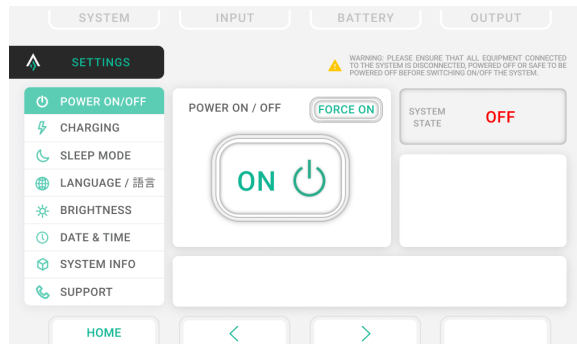 SYSTEM INPUT BATTERY OUTPUT
SETTINGS
WARNING: PLEASE ENSURE THAT ALL EQUIPMENT CONNECTED
TO THE SYSTEM IS DISCONNECTED, POWERED OFF OR SAFE TO BE
POWERED OFF BEFORE SWITCHING ON/OFF THE SYSTEM.
POWER ON/OFF
CHARGING
SLEEP MODE
LANGUAGE / 語言
BRIGHTNESS
DATE & TIME
SYSTEM INFO
SUPPORT
POWER ON / OFF
FORCE ON
ON
SYSTEM
STATE
OFF
HOME